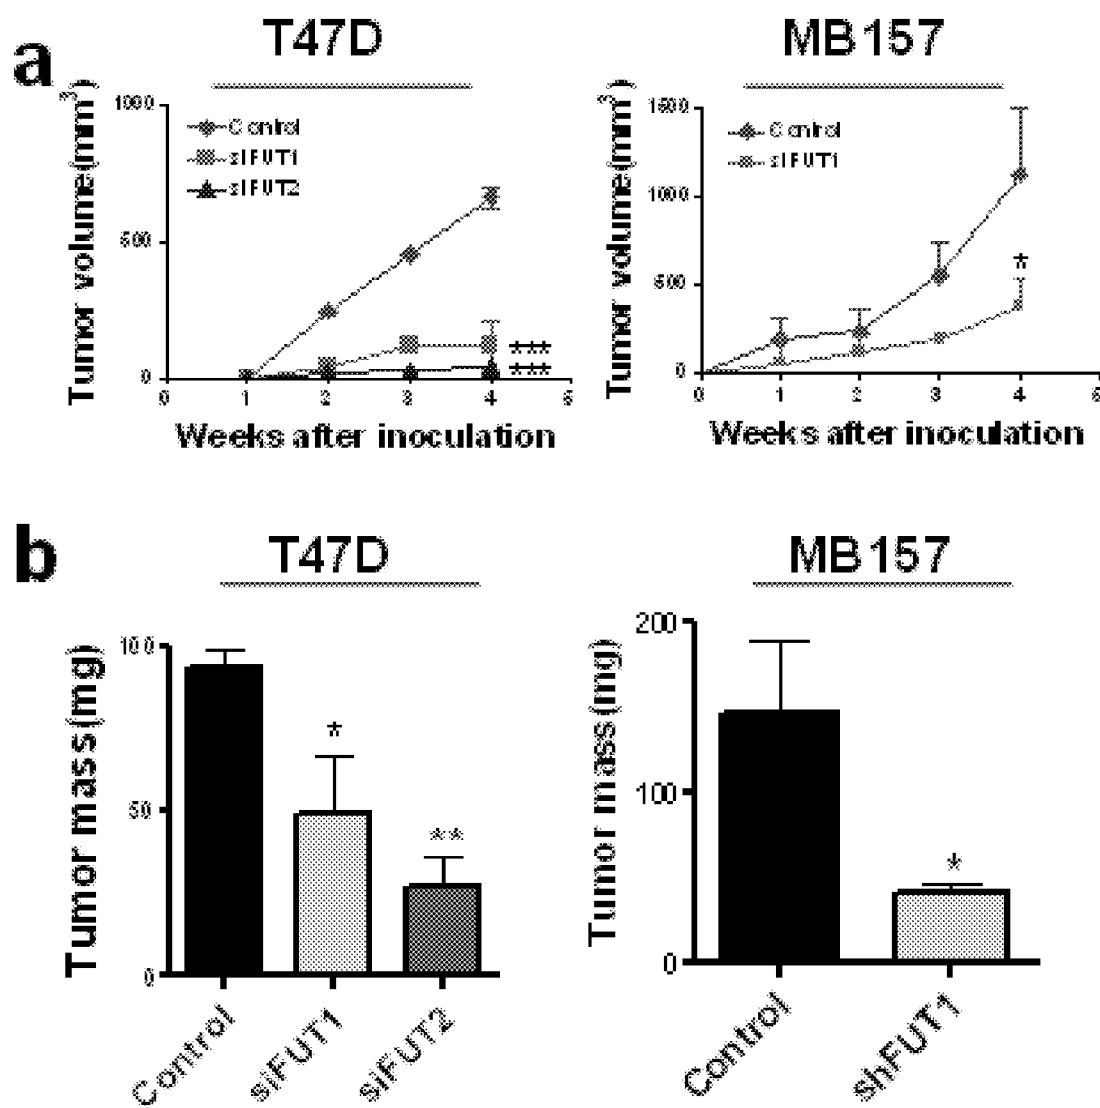 a
T47D
MB157
Tumor volume(mm³)
1000
500
0
Control
siFUT1
siFUT2
***
***
0 1 2 3 4 5
Weeks after inoculation
Tumor volume(mm³)
1500
1000
500
0
Control
siFUT1
*
0 1 2 3 4 5
Weeks after inoculation
b
T47D
MB157
Tumor mass(mg)
100
50
0
*
**
Control
siFUT1
siFUT2
Tumor mass(mg)
200
100
0
*
Control
shFUT1